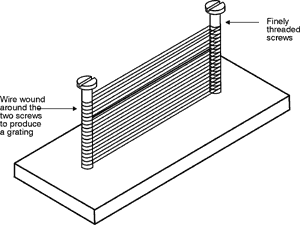 Finely
threaded
screws
Wire wound
around the
two screws
to produce
a grating